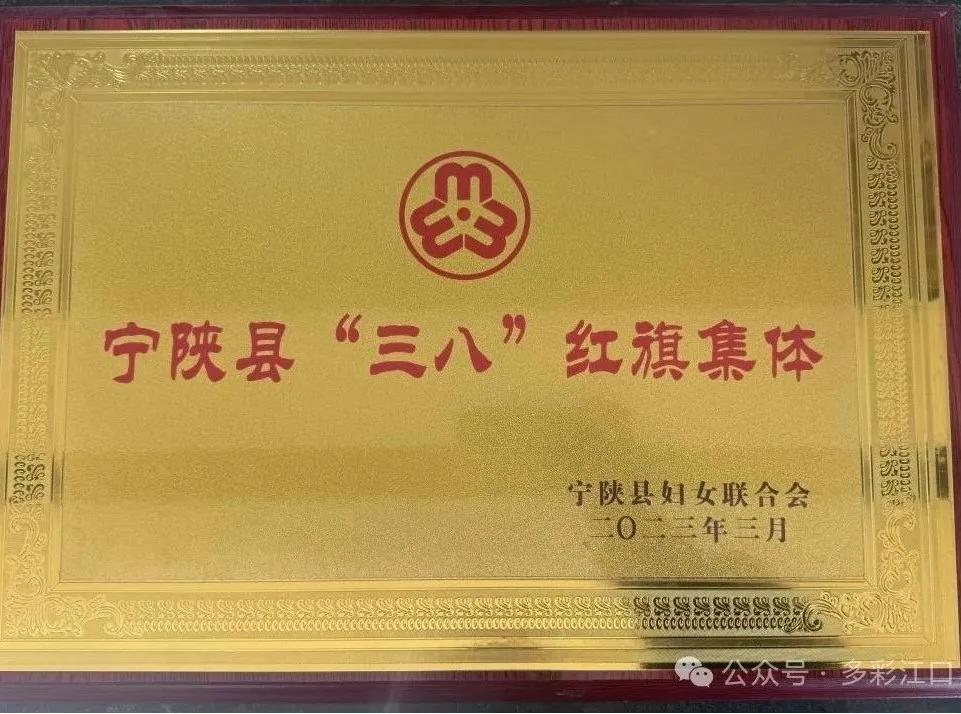 宁陕县“三八”红旗集体
宁陕县妇女联合会
二〇二三年三月
公众号·多彩江口